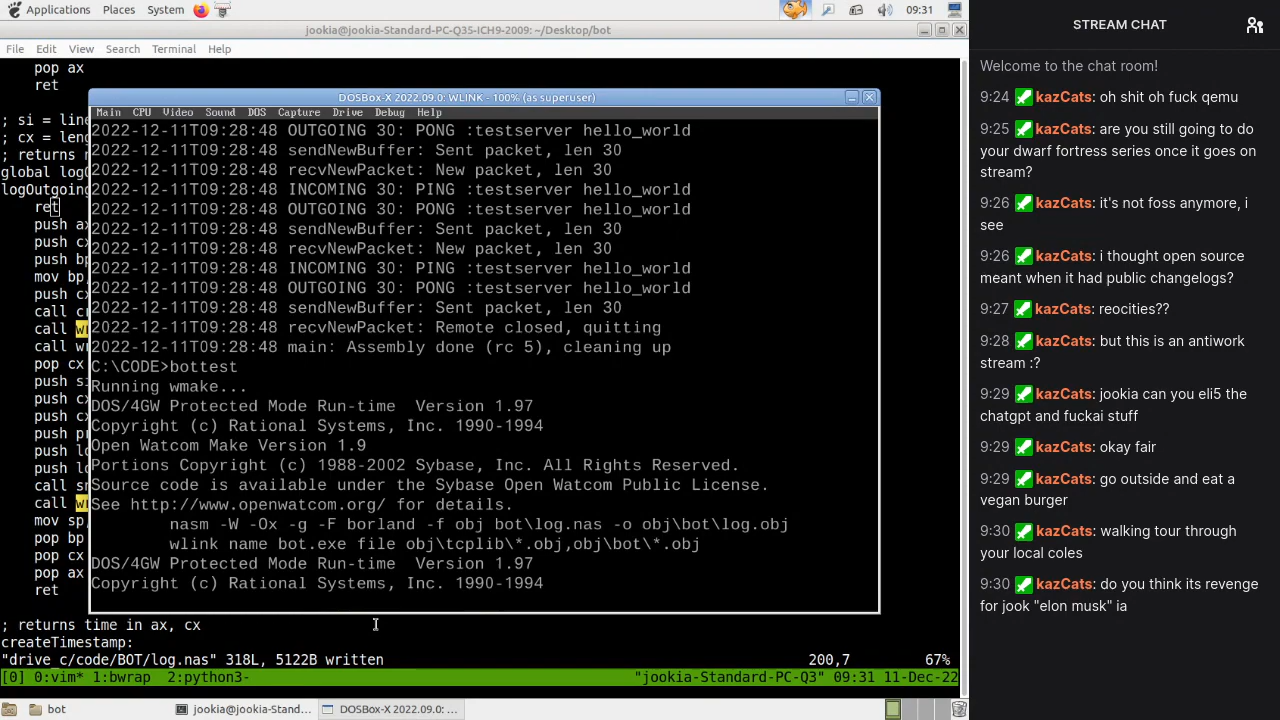 Applications Places System 09:31
jookia@jookia-Standard-PC-Q35-ICH9-2009: ~/Desktop/bot
File Edit View Search Terminal Help
pop ax
ret
; si = line
; cx = leng
; returns n
global log
logOutgoing
ret
push ax
push cx
push bp
mov bp,
push cx
call cr
call wr
call wr
pop cx
push si
push cx
push cx
push pr
push lo
push lo
call sn
call w
mov sp,
pop bp
pop cx
pop ax
ret
; returns time in ax, cx
createTimestamp:
"drive_c/code/BOT/log.nas" 318L, 5122B written 200,7 67%
[0] 0:vim* 1:bwrap 2:python3- "jookia-Standard-PC-Q3" 09:31 11-Dec-22
bot jookia@jookia-Stand... DOSBox-X 2022.09.0: ...
DOSBox-X 2022.09.0: WLINK - 100% (as superuser)
Main CPU Video Sound DOS Capture Drive Debug Help
2022-12-11T09:28:48 OUTGOING 30: PONG :testserver hello_world
2022-12-11T09:28:48 sendNewBuffer: Sent packet, len 30
2022-12-11T09:28:48 recvNewPacket: New packet, len 30
2022-12-11T09:28:48 INCOMING 30: PING :testserver hello_world
2022-12-11T09:28:48 OUTGOING 30: PONG :testserver hello_world
2022-12-11T09:28:48 sendNewBuffer: Sent packet, len 30
2022-12-11T09:28:48 recvNewPacket: New packet, len 30
2022-12-11T09:28:48 INCOMING 30: PING :testserver hello_world
2022-12-11T09:28:48 OUTGOING 30: PONG :testserver hello_world
2022-12-11T09:28:48 sendNewBuffer: Sent packet, len 30
2022-12-11T09:28:48 recvNewPacket: Remote closed, quitting
2022-12-11T09:28:48 main: Assembly done (rc 5), cleaning up
C:\CODE>bottest
Running wmake...
DOS/4GW Protected Mode Run-time Version 1.97
Copyright (c) Rational Systems, Inc. 1990-1994
Open Watcom Make Version 1.9
Portions Copyright (c) 1988-2002 Sybase, Inc. All Rights Reserved.
Source code is available under the Sybase Open Watcom Public License.
See http://www.openwatcom.org/ for details.
nasm -W -Ox -g -F borland -f obj bot\log.nas -o obj\bot\log.obj
wlink name bot.exe file obj\tcplib\*.obj,obj\bot\*.obj
DOS/4GW Protected Mode Run-time Version 1.97
Copyright (c) Rational Systems, Inc. 1990-1994
STREAM CHAT
Welcome to the chat room!
9:24 kazCats: oh shit oh fuck qemu
9:25 kazCats: are you still going to do
your dwarf fortress series once it goes on
stream?
9:26 kazCats: it's not foss anymore, i
see
9:26 kazCats: i thought open source
meant when it had public changelogs?
9:27 kazCats: reocities??
9:28 kazCats: but this is an antiwork
stream :?
9:29 kazCats: jookia can you eli5 the
chatgpt and fuckai stuff
9:29 kazCats: okay fair
9:29 kazCats: go outside and eat a
vegan burger
9:30 kazCats: walking tour through
your local coles
9:30 kazCats: do you think its revenge
for jook "elon musk" ia